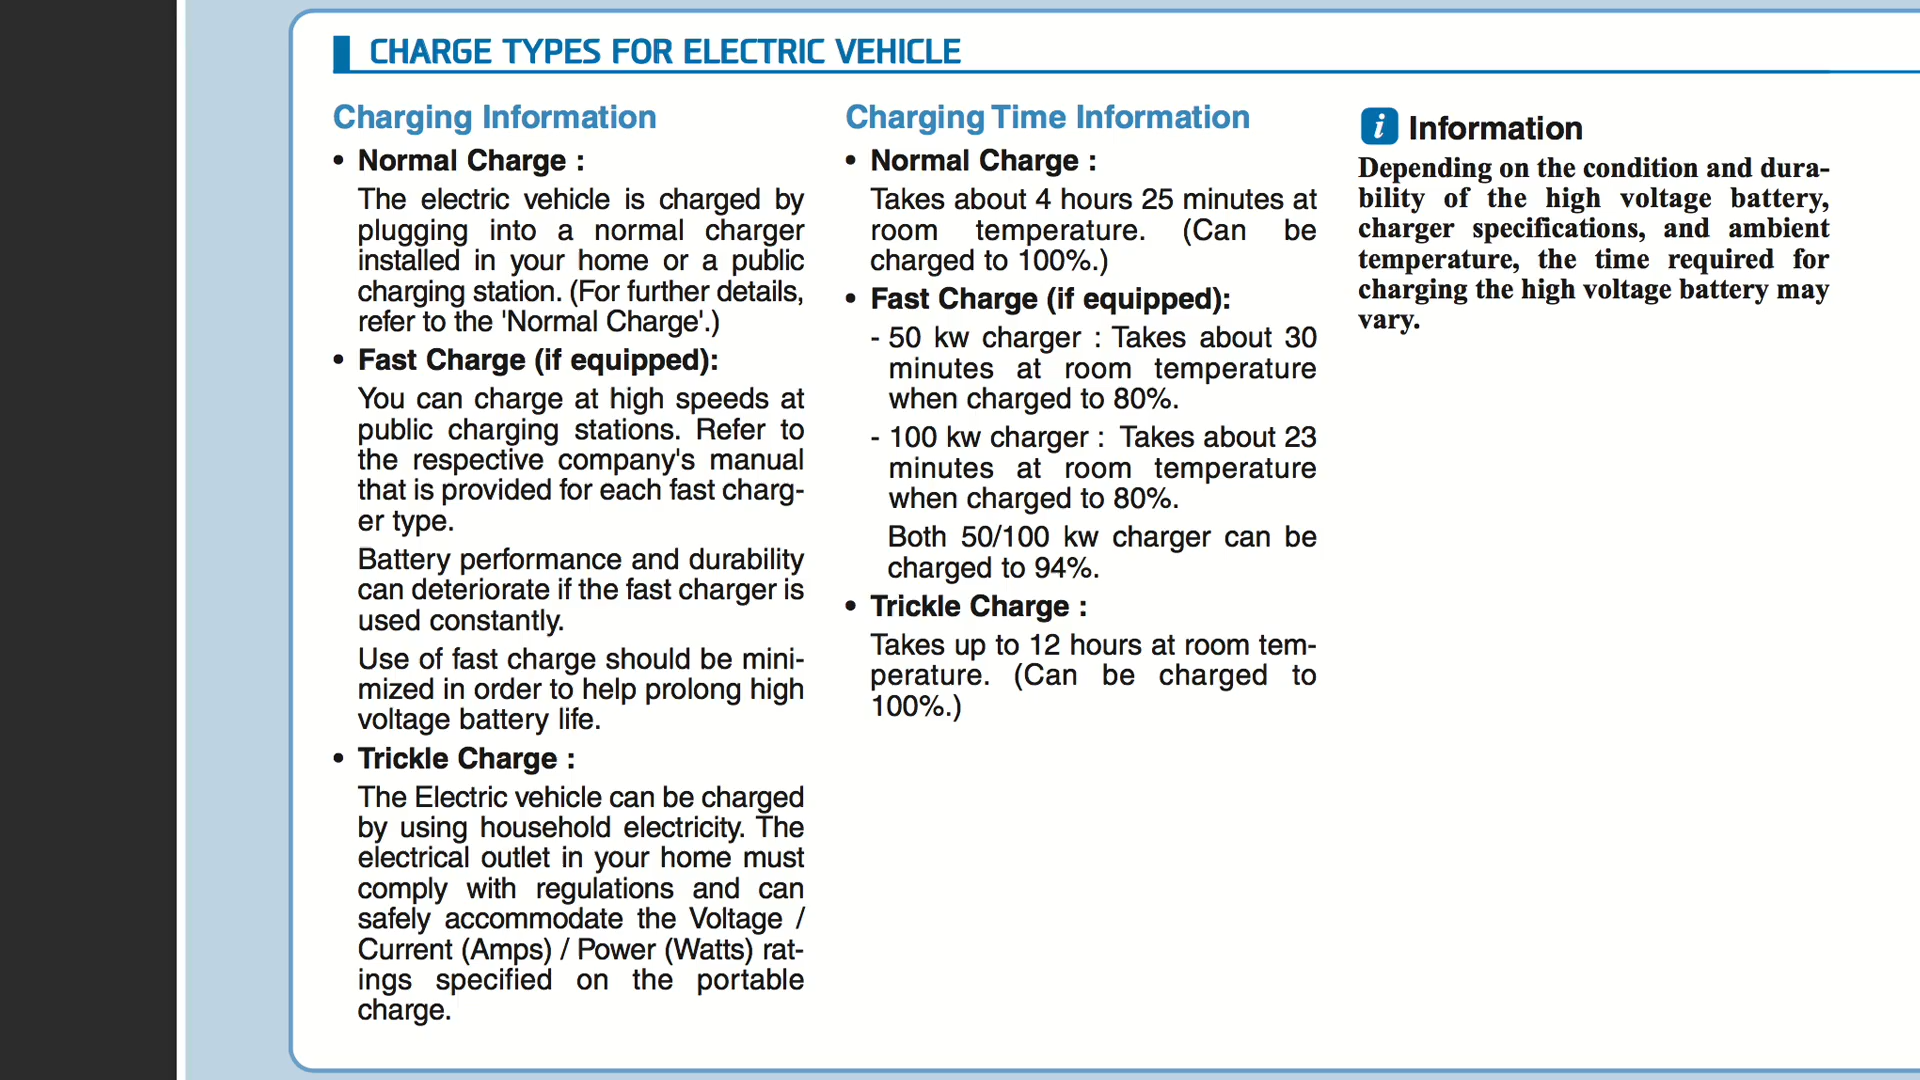 CHARGE TYPES FOR ELECTRIC VEHICLE
Charging Information
• Normal Charge :
The electric vehicle is charged by
plugging into a normal charger
installed in your home or a public
charging station. (For further details,
refer to the 'Normal Charge'.)
• Fast Charge (if equipped):
You can charge at high speeds at
public charging stations. Refer to
the respective company's manual
that is provided for each fast charg-
er type.
Battery performance and durability
can deteriorate if the fast charger is
used constantly.
Use of fast charge should be mini-
mized in order to help prolong high
voltage battery life.
• Trickle Charge :
The Electric vehicle can be charged
by using household electricity. The
electrical outlet in your home must
comply with regulations and can
safely accommodate the Voltage /
Current (Amps) / Power (Watts) rat-
ings specified on the portable
charge.
Charging Time Information
• Normal Charge :
Takes about 4 hours 25 minutes at
room temperature. (Can be
charged to 100%.)
• Fast Charge (if equipped):
- 50 kw charger : Takes about 30
minutes at room temperature
when charged to 80%.
- 100 kw charger : Takes about 23
minutes at room temperature
when charged to 80%.
Both 50/100 kw charger can be
charged to 94%.
• Trickle Charge :
Takes up to 12 hours at room tem-
perature. (Can be charged to
100%.)
i Information
Depending on the condition and dura-
bility of the high voltage battery,
charger specifications, and ambient
temperature, the time required for
charging the high voltage battery may
vary.